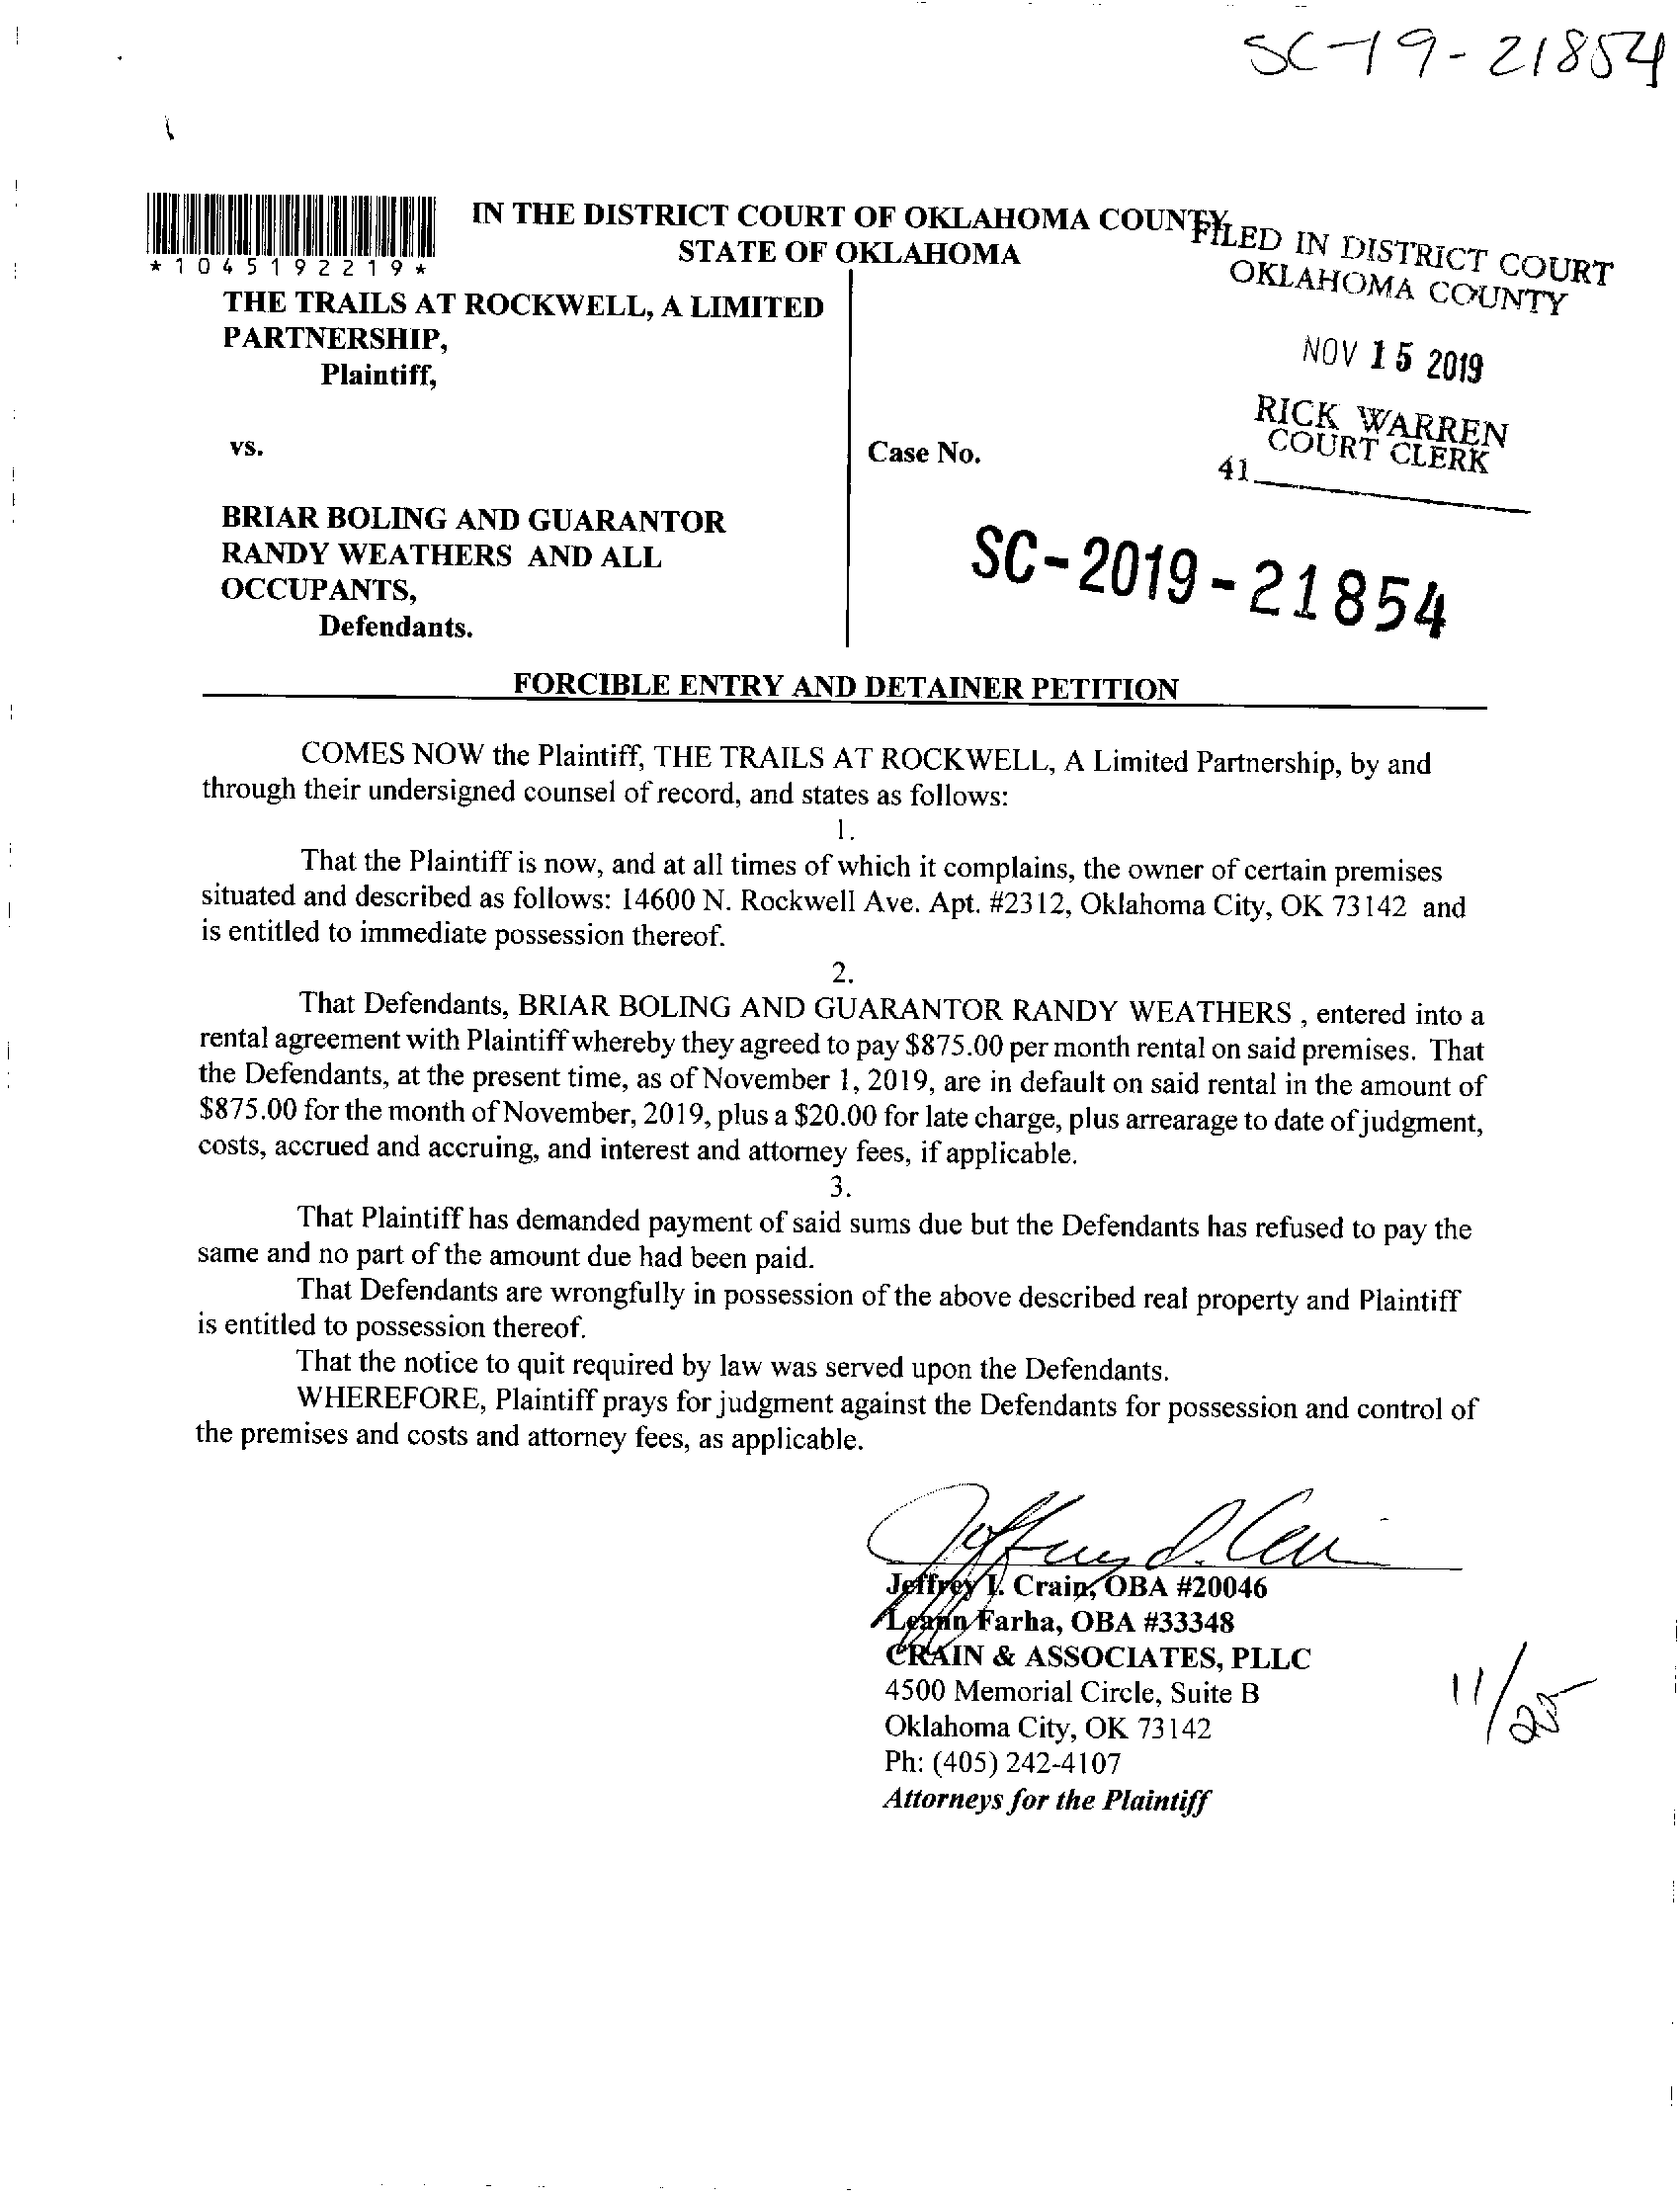 SC-19-21854
IN THE DISTRICT COURT OF OKLAHOMA COUNTY
STATE OF OKLAHOMA
*1045192219*
FILED IN DISTRICT COURT
OKLAHOMA COUNTY
NOV 15 2019
RICK WARREN
COURT CLERK
41
THE TRAILS AT ROCKWELL, A LIMITED
PARTNERSHIP,
Plaintiff,
vs.
Case No.
SC-2019-21854
BRIAR BOLING AND GUARANTOR
RANDY WEATHERS AND ALL
OCCUPANTS,
Defendants.
FORCIBLE ENTRY AND DETAINER PETITION
COMES NOW the Plaintiff, THE TRAILS AT ROCKWELL, A Limited Partnership, by and
through their undersigned counsel of record, and states as follows:
1.
That the Plaintiff is now, and at all times of which it complains, the owner of certain premises
situated and described as follows: 14600 N. Rockwell Ave. Apt. #2312, Oklahoma City, OK 73142 and
is entitled to immediate possession thereof.
2.
That Defendants, BRIAR BOLING AND GUARANTOR RANDY WEATHERS , entered into a
rental agreement with Plaintiff whereby they agreed to pay $875.00 per month rental on said premises. That
the Defendants, at the present time, as of November 1, 2019, are in default on said rental in the amount of
$875.00 for the month of November, 2019, plus a $20.00 for late charge, plus arrearage to date of judgment,
costs, accrued and accruing, and interest and attorney fees, if applicable.
3.
That Plaintiff has demanded payment of said sums due but the Defendants has refused to pay the
same and no part of the amount due had been paid.
That Defendants are wrongfully in possession of the above described real property and Plaintiff
is entitled to possession thereof.
That the notice to quit required by law was served upon the Defendants.
WHEREFORE, Plaintiff prays for judgment against the Defendants for possession and control of
the premises and costs and attorney fees, as applicable.
Jeffrey I. Crain, OBA #20046
Leann Farha, OBA #33348
CRAIN & ASSOCIATES, PLLC
4500 Memorial Circle, Suite B
Oklahoma City, OK 73142
Ph: (405) 242-4107
Attorneys for the Plaintiff
11/25